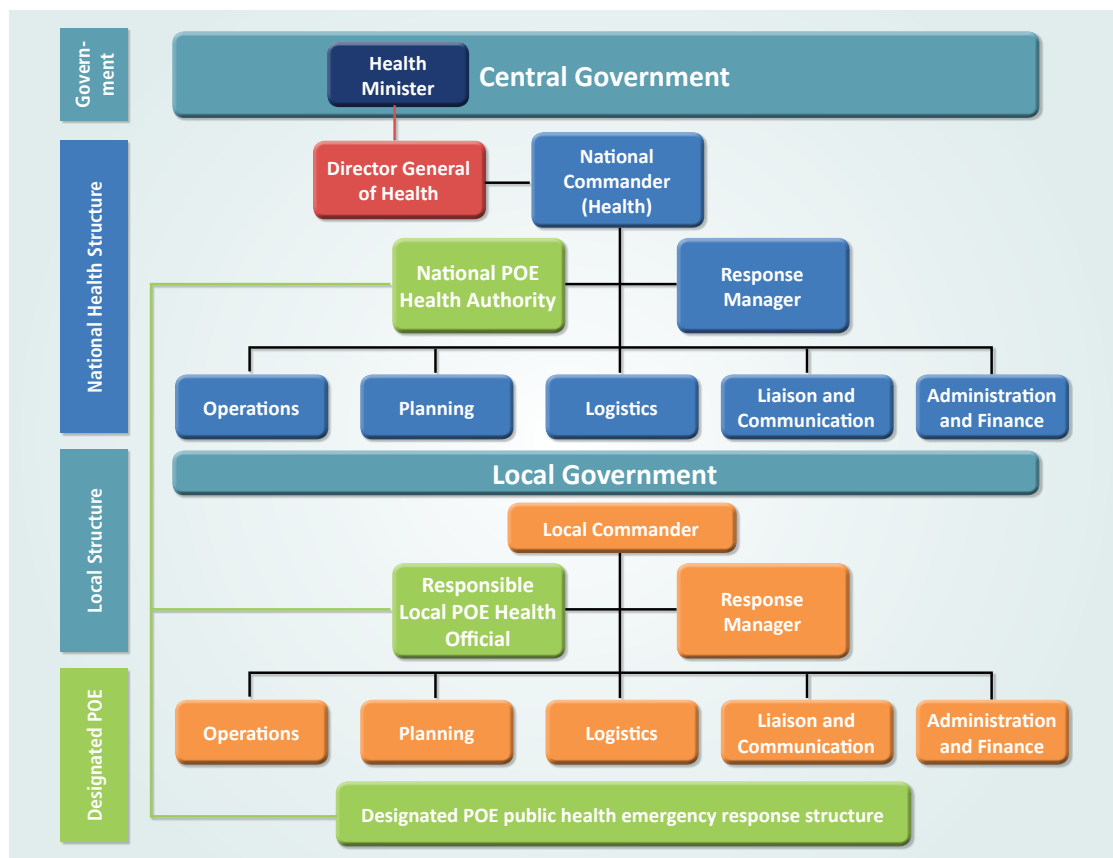 Govern-
ment
Health
Minister
Central Government
National Health Structure
Director General
of Health
National
Commander
(Health)
National POE
Health Authority
Response
Manager
Operations
Planning
Logistics
Liaison and
Communication
Administration
and Finance
Local Structure
Local Government
Local Commander
Responsible
Local POE Health
Official
Response
Manager
Designated POE
Operations
Planning
Logistics
Liaison and
Communication
Administration
and Finance
Designated POE public health emergency response structure